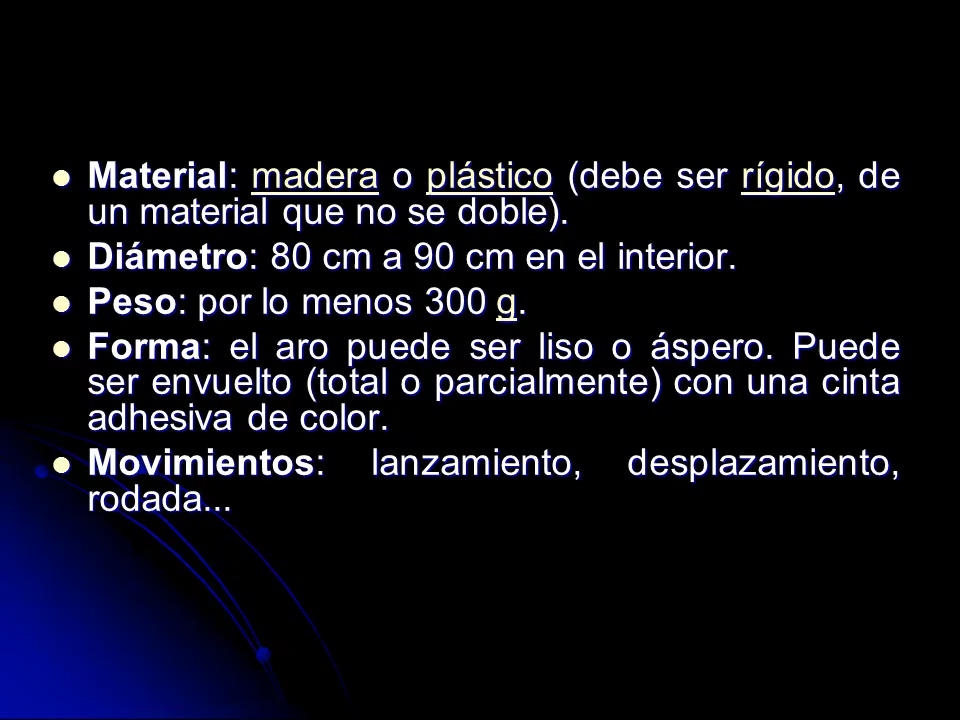 Material: madera o plástico (debe ser rígido, de
un material que no se doble).
Diámetro: 80 cm a 90 cm en el interior.
Peso: por lo menos 300 g.
Forma: el aro puede ser liso o áspero. Puede
ser envuelto (total o parcialmente) con una cinta
adhesiva de color.
Movimientos: lanzamiento, desplazamiento,
rodada...